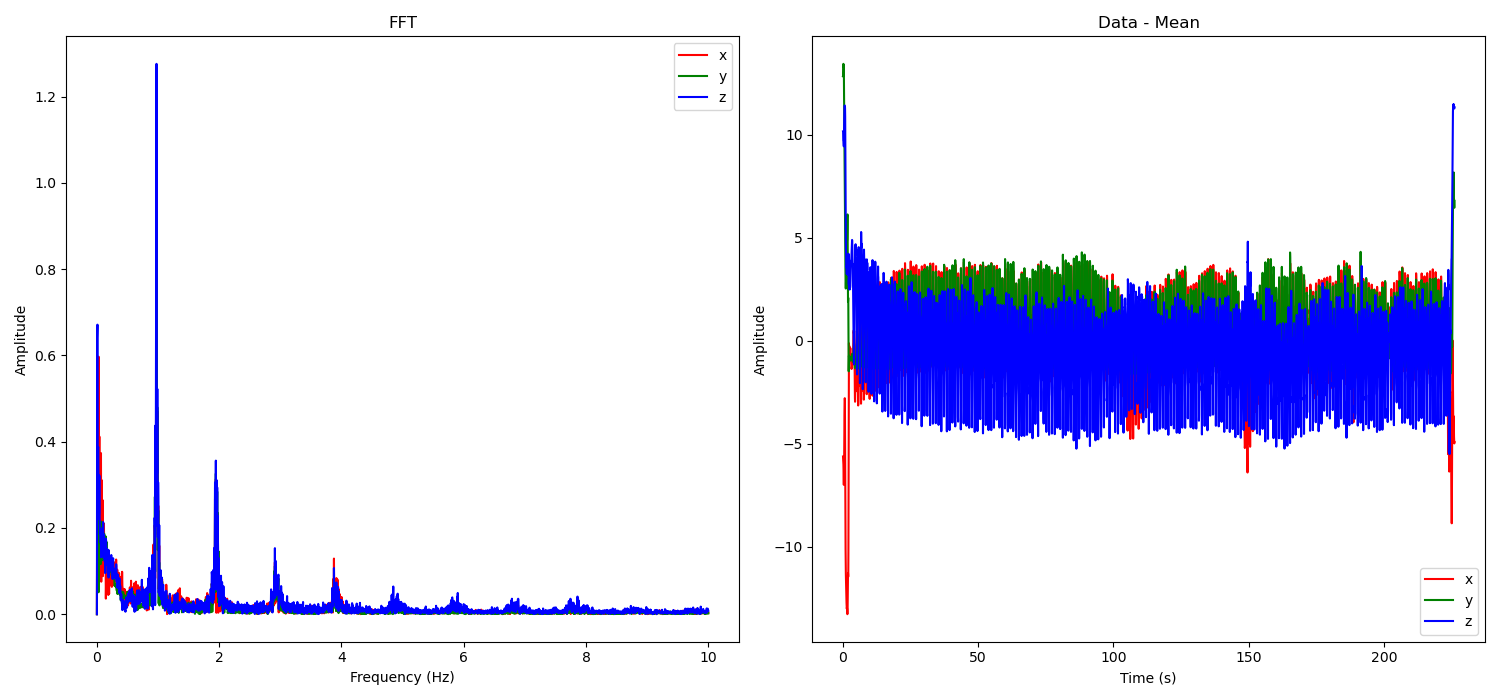 FFT
x
y
z
1.2
1.0
0.8
0.6
0.4
0.2
0.0
Amplitude
0 2 4 6 8 10
Frequency (Hz)
Data - Mean
10
5
0
−5
−10
Amplitude
x
y
z
0 50 100 150 200
Time (s)